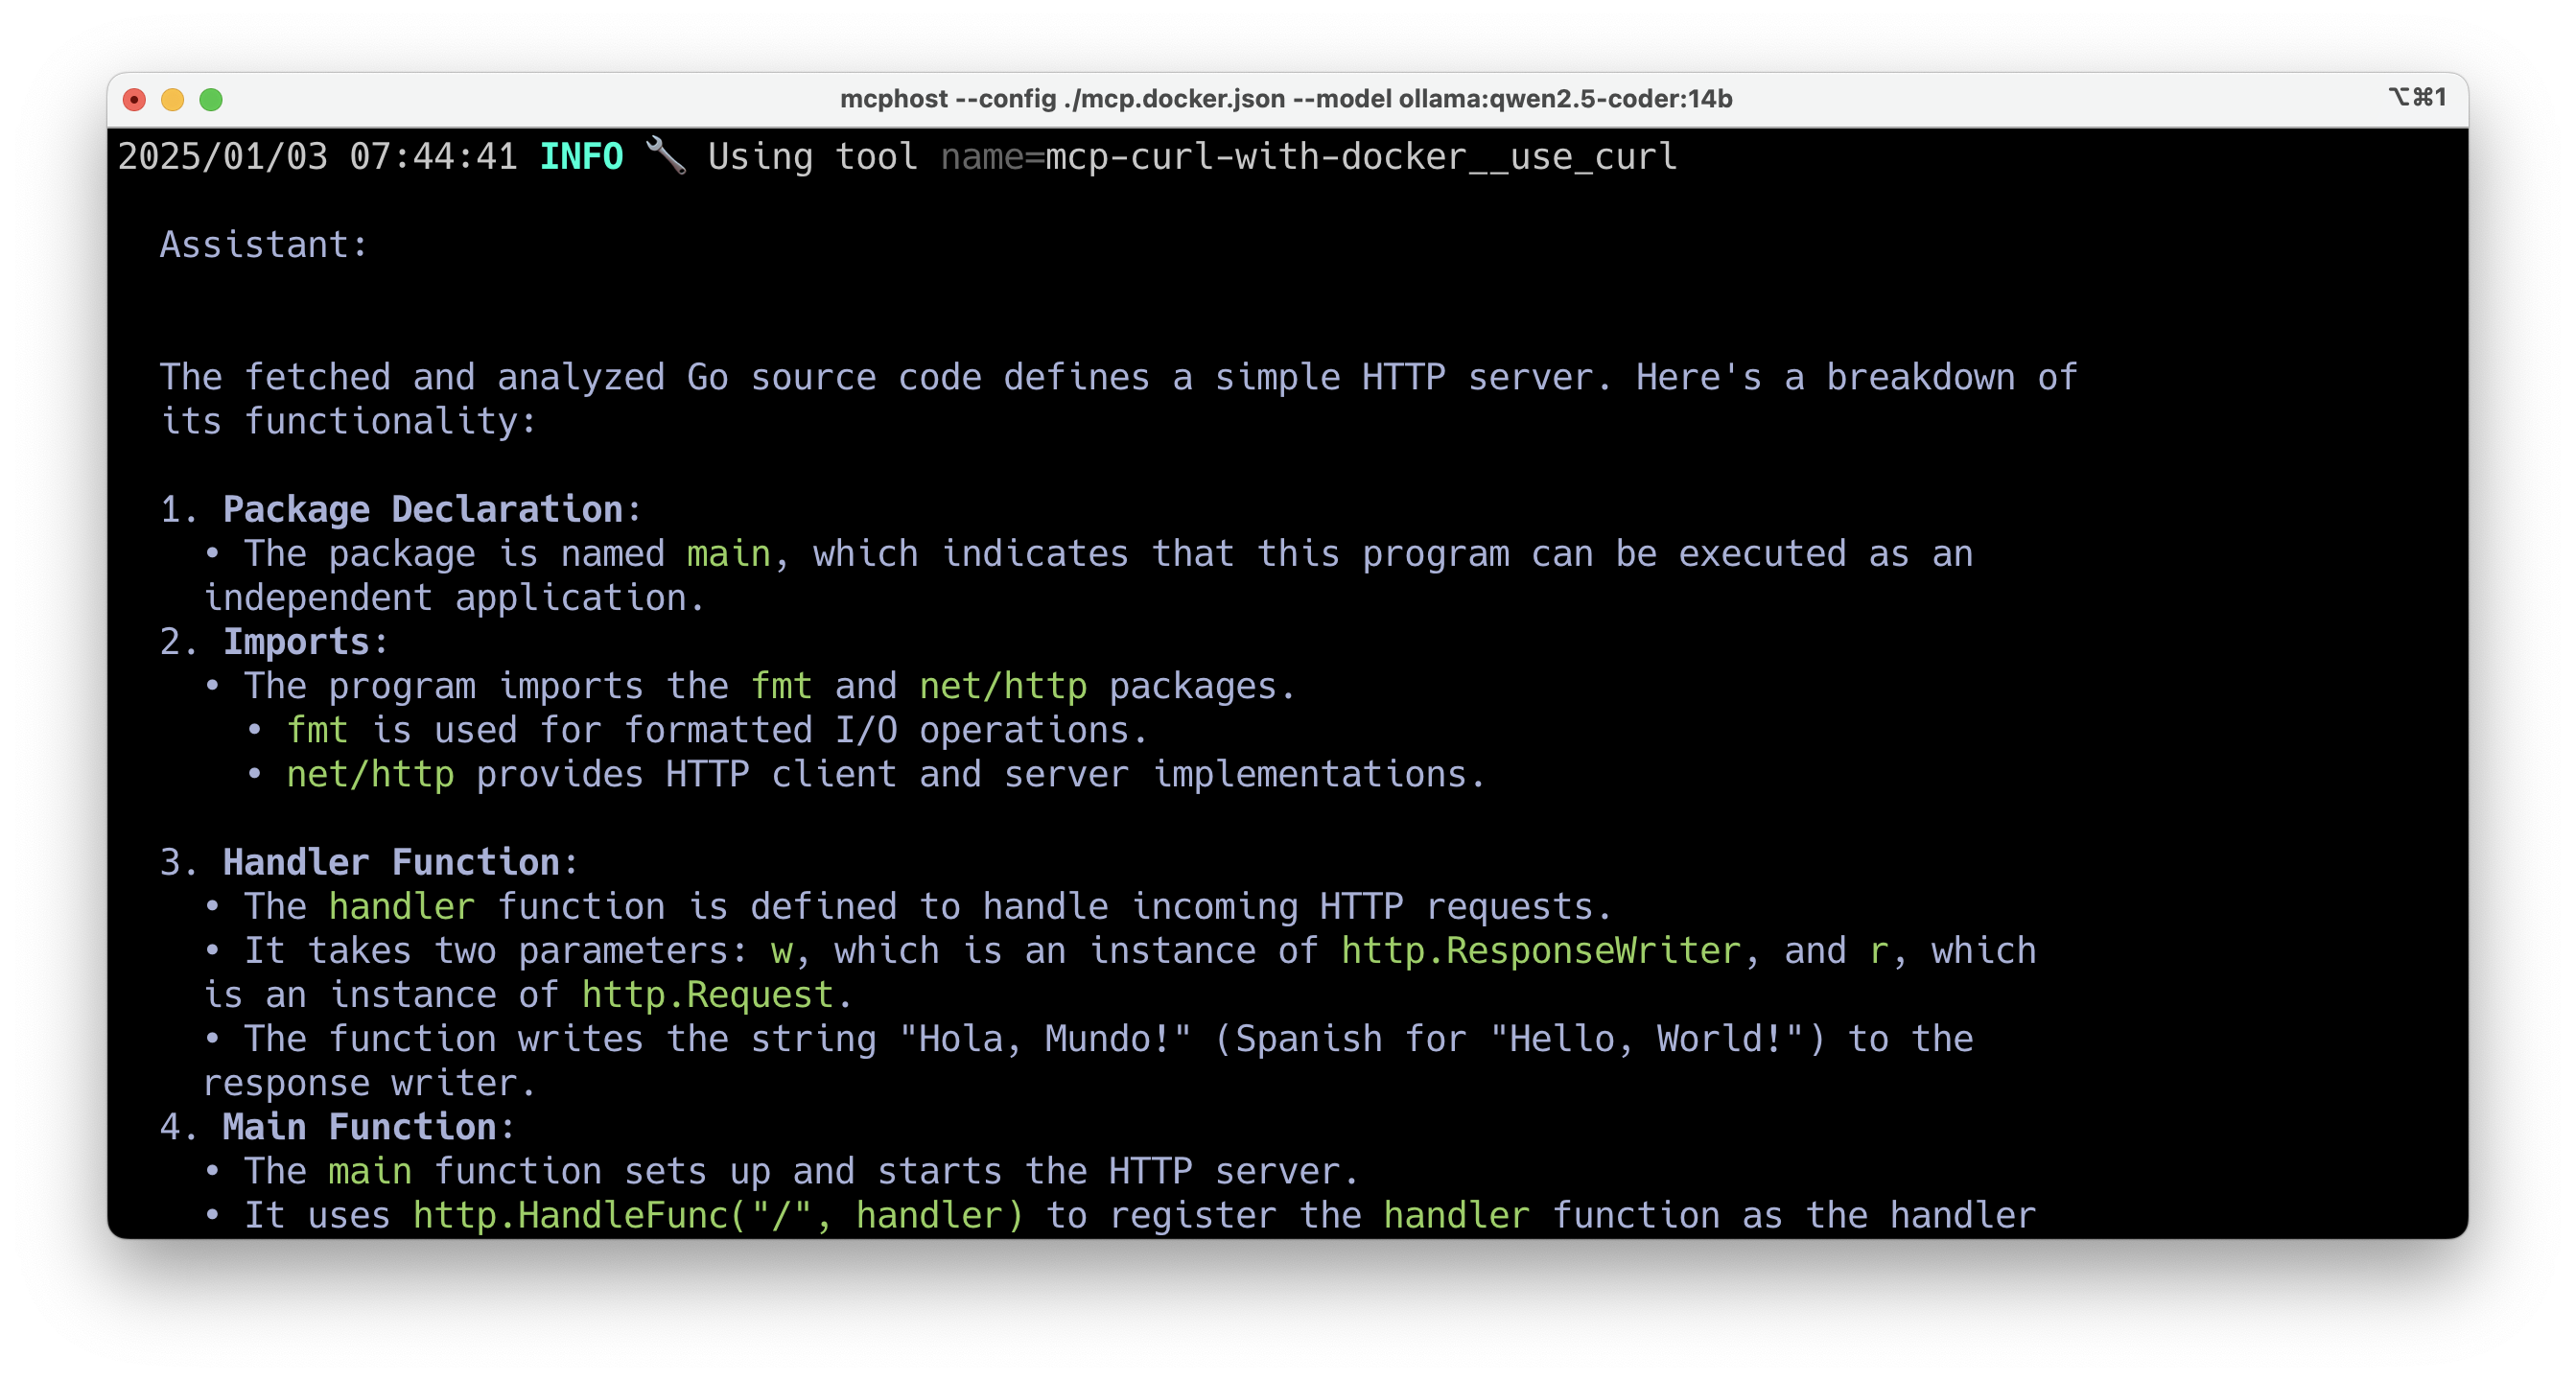 mcphost --config ./mcp.docker.json --model ollama:qwen2.5-coder:14b
⌥⌘1
2025/01/03 07:44:41 INFO 🔧 Using tool name=mcp-curl-with-docker__use_curl
Assistant:
The fetched and analyzed Go source code defines a simple HTTP server. Here's a breakdown of
its functionality:
1. Package Declaration:
• The package is named main, which indicates that this program can be executed as an
independent application.
2. Imports:
• The program imports the fmt and net/http packages.
• fmt is used for formatted I/O operations.
• net/http provides HTTP client and server implementations.
3. Handler Function:
• The handler function is defined to handle incoming HTTP requests.
• It takes two parameters: w, which is an instance of http.ResponseWriter, and r, which
is an instance of http.Request.
• The function writes the string "Hola, Mundo!" (Spanish for "Hello, World!") to the
response writer.
4. Main Function:
• The main function sets up and starts the HTTP server.
• It uses http.HandleFunc("/", handler) to register the handler function as the handler